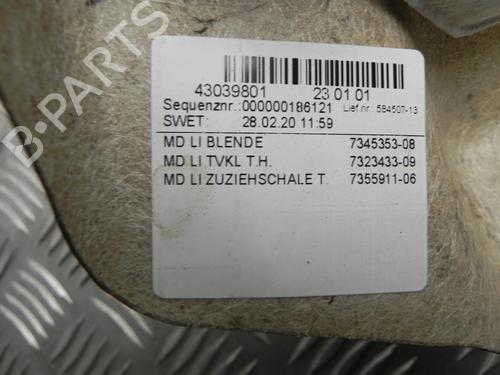 B-PARTS
43039801 23 01 01
Sequenznr.:000000186121 Lief.nr.: 584507-13
SWET: 28.02.20 11:59
MD LI BLENDE 7345353-08
MD LI TVKL T.H. 7323433-09
MD LI ZUZIEHSCHALE T. 7355911-06